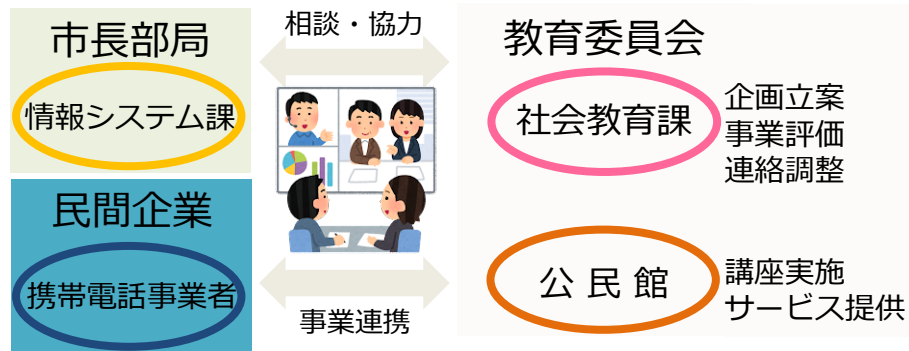 市長部局
情報システム課
民間企業
携帯電話事業者
相談・協力
事業連携
教育委員会
社会教育課
企画立案
事業評価
連絡調整
公民館
講座実施
サービス提供